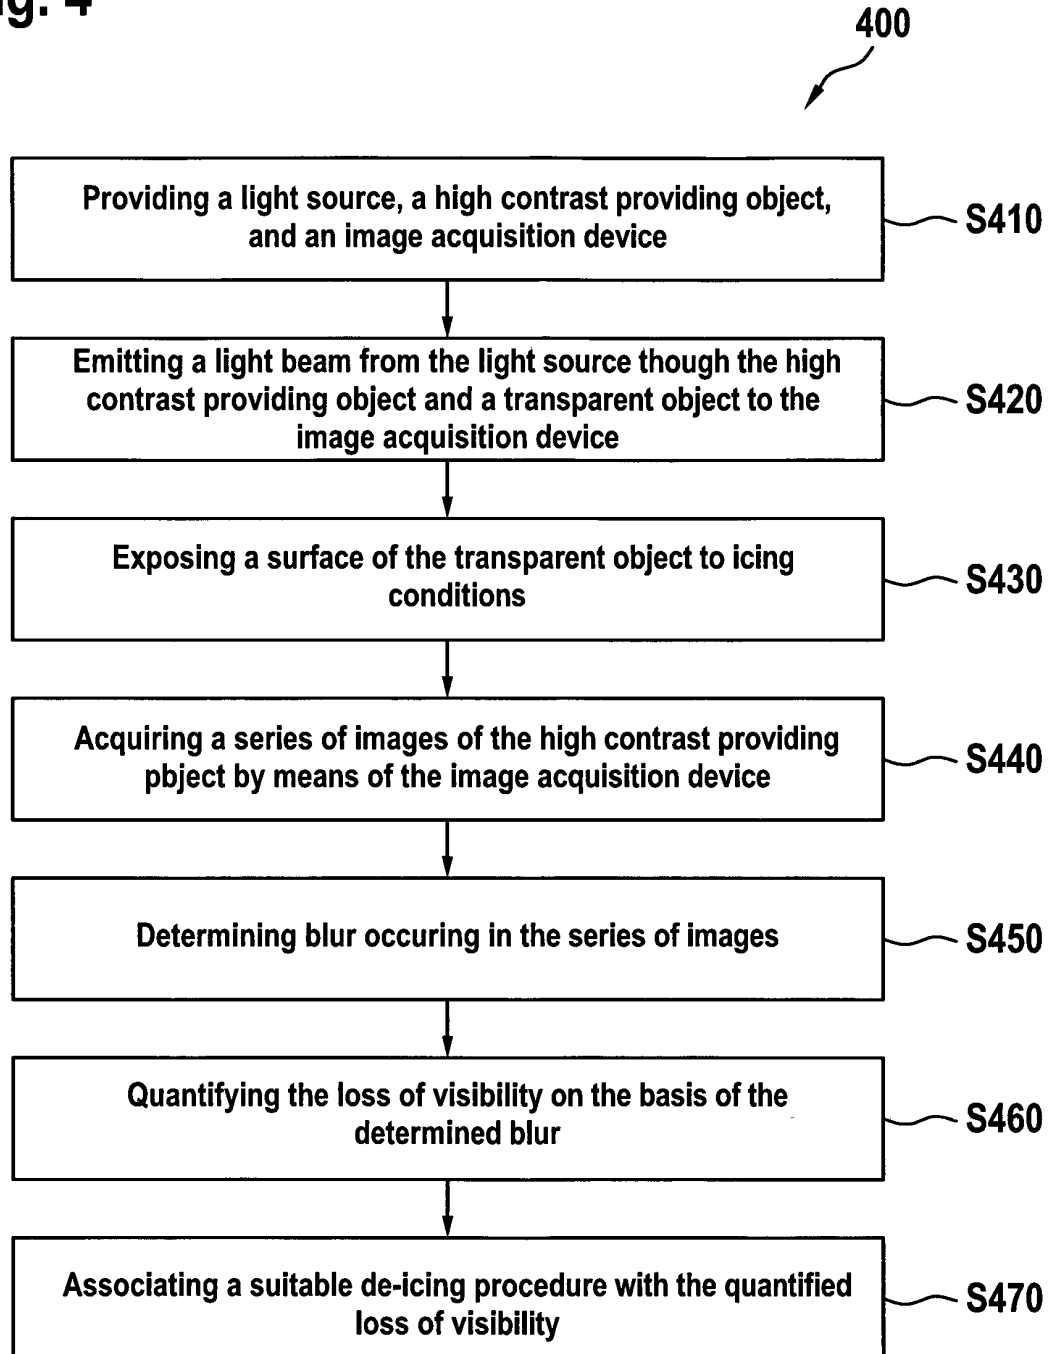 Fig. 4
400
Providing a light source, a high contrast providing object,
and an image acquisition device
S410
Emitting a light beam from the light source though the high
contrast providing object and a transparent object to the
image acquisition device
S420
Exposing a surface of the transparent object to icing
conditions
S430
Acquiring a series of images of the high contrast providing
pbject by means of the image acquisition device
S440
Determining blur occuring in the series of images
S450
Quantifying the loss of visibility on the basis of the
determined blur
S460
Associating a suitable de-icing procedure with the quantified
loss of visibility
S470